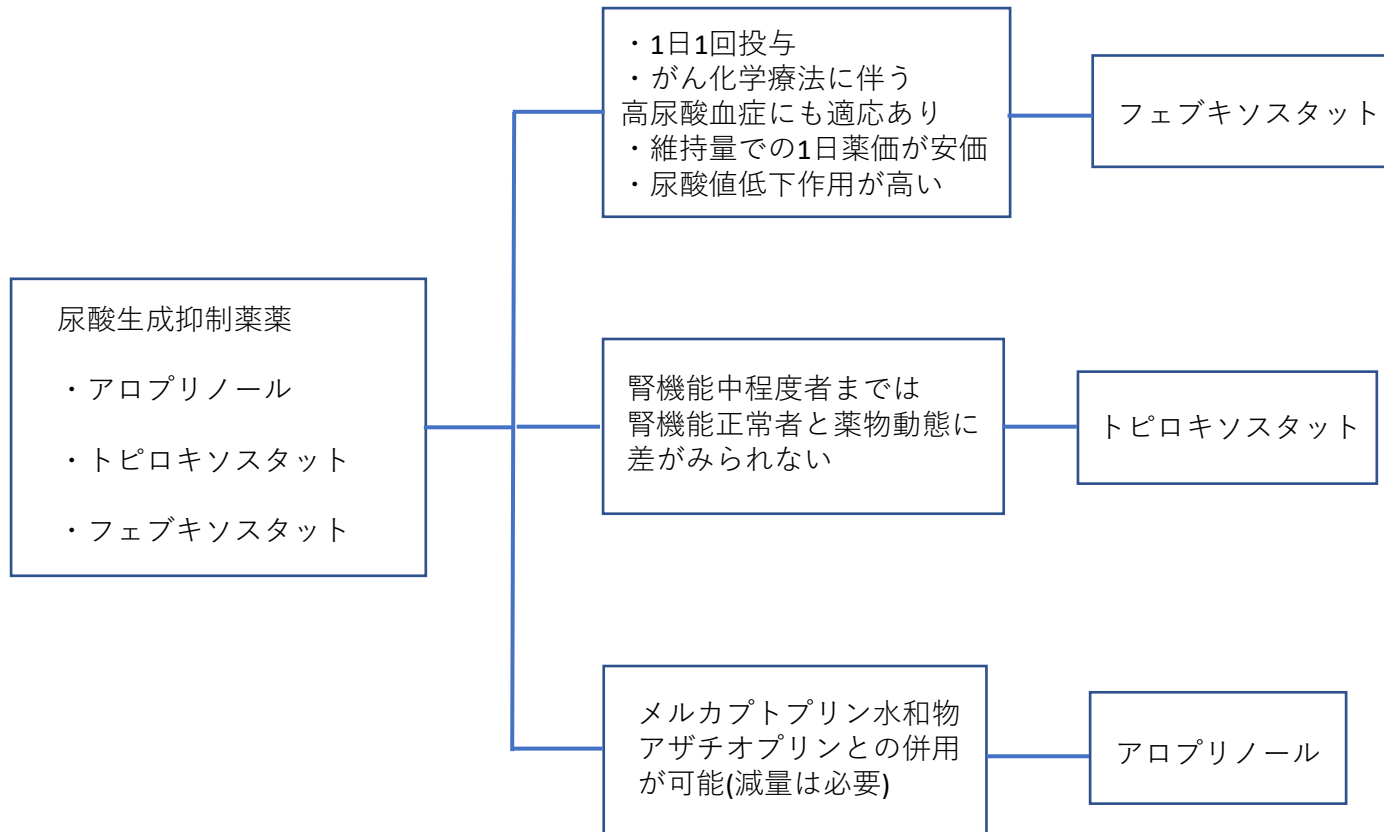 尿酸生成抑制薬薬
・アロプリノール
・トピロキソスタット
・フェブキソスタット
・1日1回投与
・がん化学療法に伴う
高尿酸血症にも適応あり
・維持量での1日薬価が安価
・尿酸値低下作用が高い
フェブキソスタット
腎機能中程度者までは
腎機能正常者と薬物動態に
差がみられない
トピロキソスタット
メルカプトプリン水和物
アザチオプリンとの併用
が可能(減量は必要)
アロプリノール